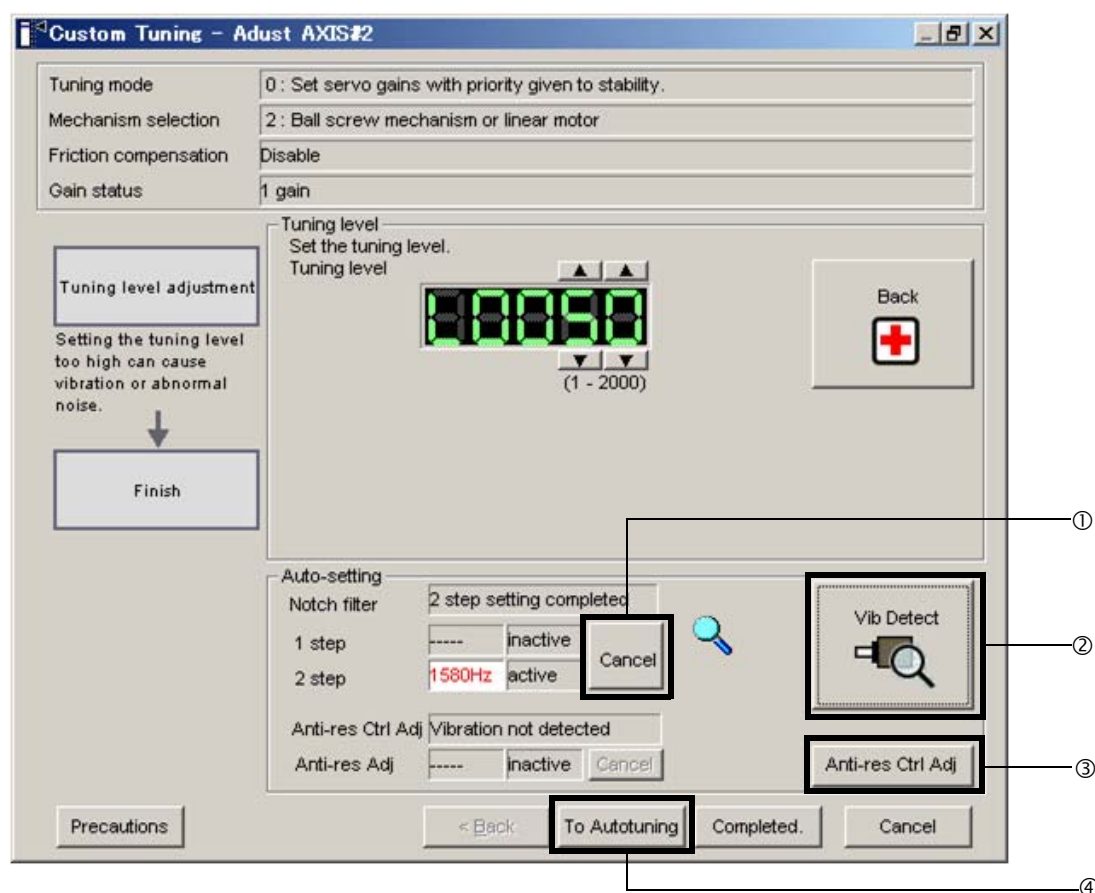 Custom Tuning - Adust AXIS#2
Tuning mode 0 : Set servo gains with priority given to stability.
Mechanism selection 2 : Ball screw mechanism or linear motor
Friction compensation Disable
Gain status 1 gain
Tuning level adjustment
Setting the tuning level
too high can cause
vibration or abnormal
noise.
Finish
Tuning level
Set the tuning level.
Tuning level
L0050
(1 - 2000)
Back
①
Auto-setting
Notch filter 2 step setting completed
1 step ----- inactive
2 step 1580Hz active
Cancel
Vib Detect
②
Anti-res Ctrl Adj Vibration not detected
Anti-res Adj ----- inactive Cancel
Anti-res Ctrl Adj
③
Precautions < Back To Autotuning Completed. Cancel
④